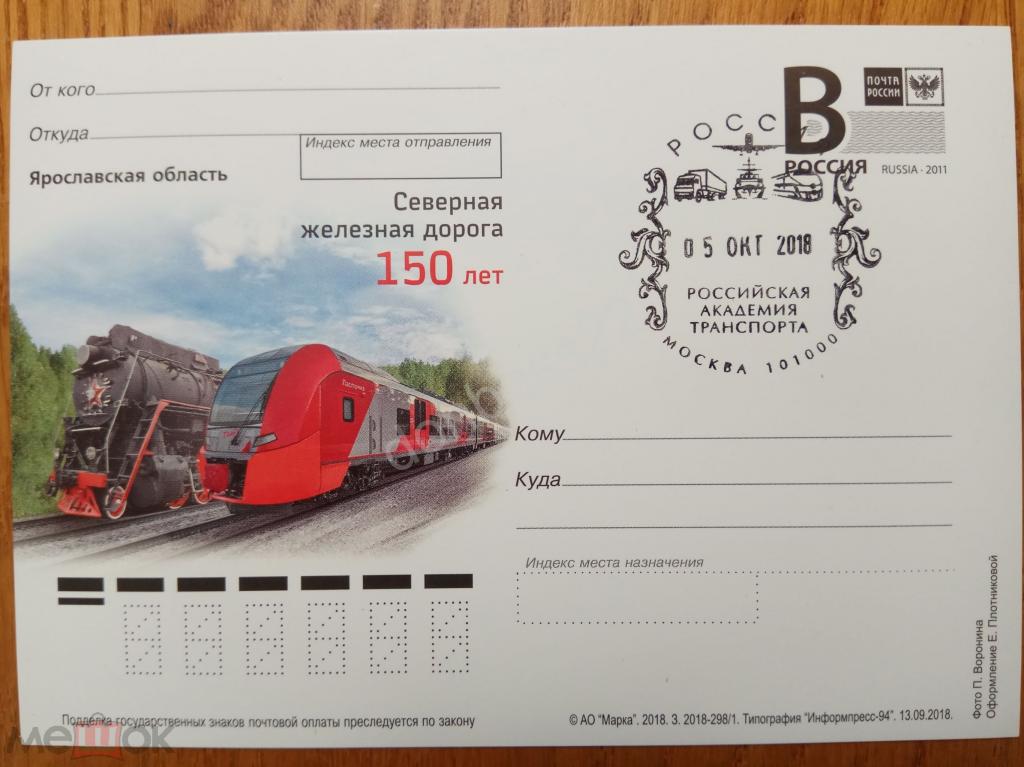 От кого
Откуда
Индекс места отправления
Ярославская область
Северная
железная дорога
150 лет
В
ПОЧТА
РОССИИ
РОССИЯ
RUSSIA · 2011
РОСС
05 ОКТ 2018
РОССИЙСКАЯ
АКАДЕМИЯ
ТРАНСПОРТА
МОСКВА 101000
Ласточка
Кому
Куда
Индекс места назначения
Фото П. Воронина
Оформление Е. Плотниковой
Подделка государственных знаков почтовой оплаты преследуется по закону
© АО "Марка". 2018. З. 2018-298/1. Типография "Информпресс-94". 13.09.2018.
мешок